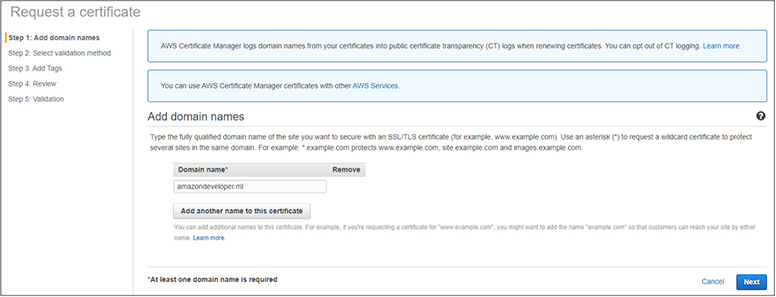 Request a certificate
Step 1: Add domain names
Step 2: Select validation method
Step 3: Add Tags
Step 4: Review
Step 5: Validation
AWS Certificate Manager logs domain names from your certificates into public certificate transparency (CT) logs when renewing certificates. You can opt out of CT logging. Learn more
You can use AWS Certificate Manager certificates with other AWS Services.
Add domain names
Type the fully qualified domain name of the site you want to secure with an SSL/TLS certificate (for example, www.example.com). Use an asterisk (*) to request a wildcard certificate to protect
several sites in the same domain. For example: *.example.com protects www.example.com, site.example.com and images.example.com.
Domain name* Remove
amazondeveloper.ml
Add another name to this certificate
You can add additional names to this certificate. For example, if you're requesting a certificate for "www.example.com", you might want to add the name "example.com" so that customers can reach your site by either
name. Learn more.
*At least one domain name is required
Cancel Next